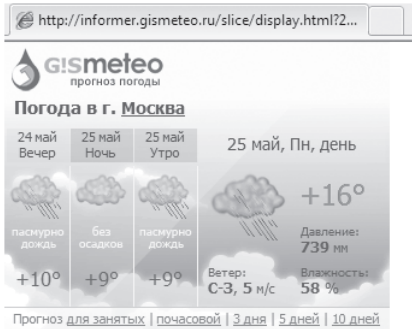 http://informer.gismeteo.ru/slice/display.html?2...
G!Smeteo
прогноз погоды
Погода в г. Москва
24 май
Вечер
25 май
Ночь
25 май
Утро
25 май, Пн, день
пасмурно
дождь
без
осадков
пасмурно
дождь
+16°
Давление:
739 мм
+10°
+9°
+9°
Ветер:
С-З, 5 м/с
Влажность:
58 %
Прогноз для занятых | почасовой | 3 дня | 5 дней | 10 дней